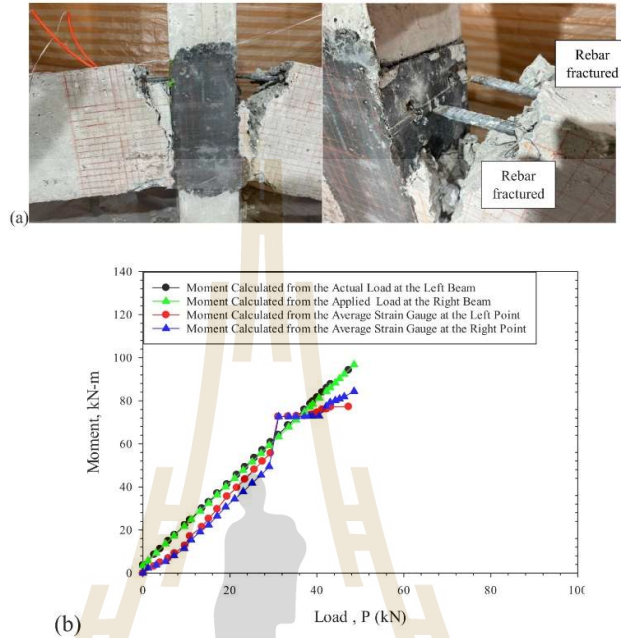 Rebar
fractured
Rebar
fractured
(a)
140
Moment Calculated from the Actual Load at the Left Beam
Moment Calculated from the Applied Load at the Right Beam
Moment Calculated from the Average Strain Gauge at the Left Point
Moment Calculated from the Average Strain Gauge at the Right Point
120
100
80
60
40
20
0
Moment, kN-m
0 20 40 60 80 100
Load , P (kN)
(b)